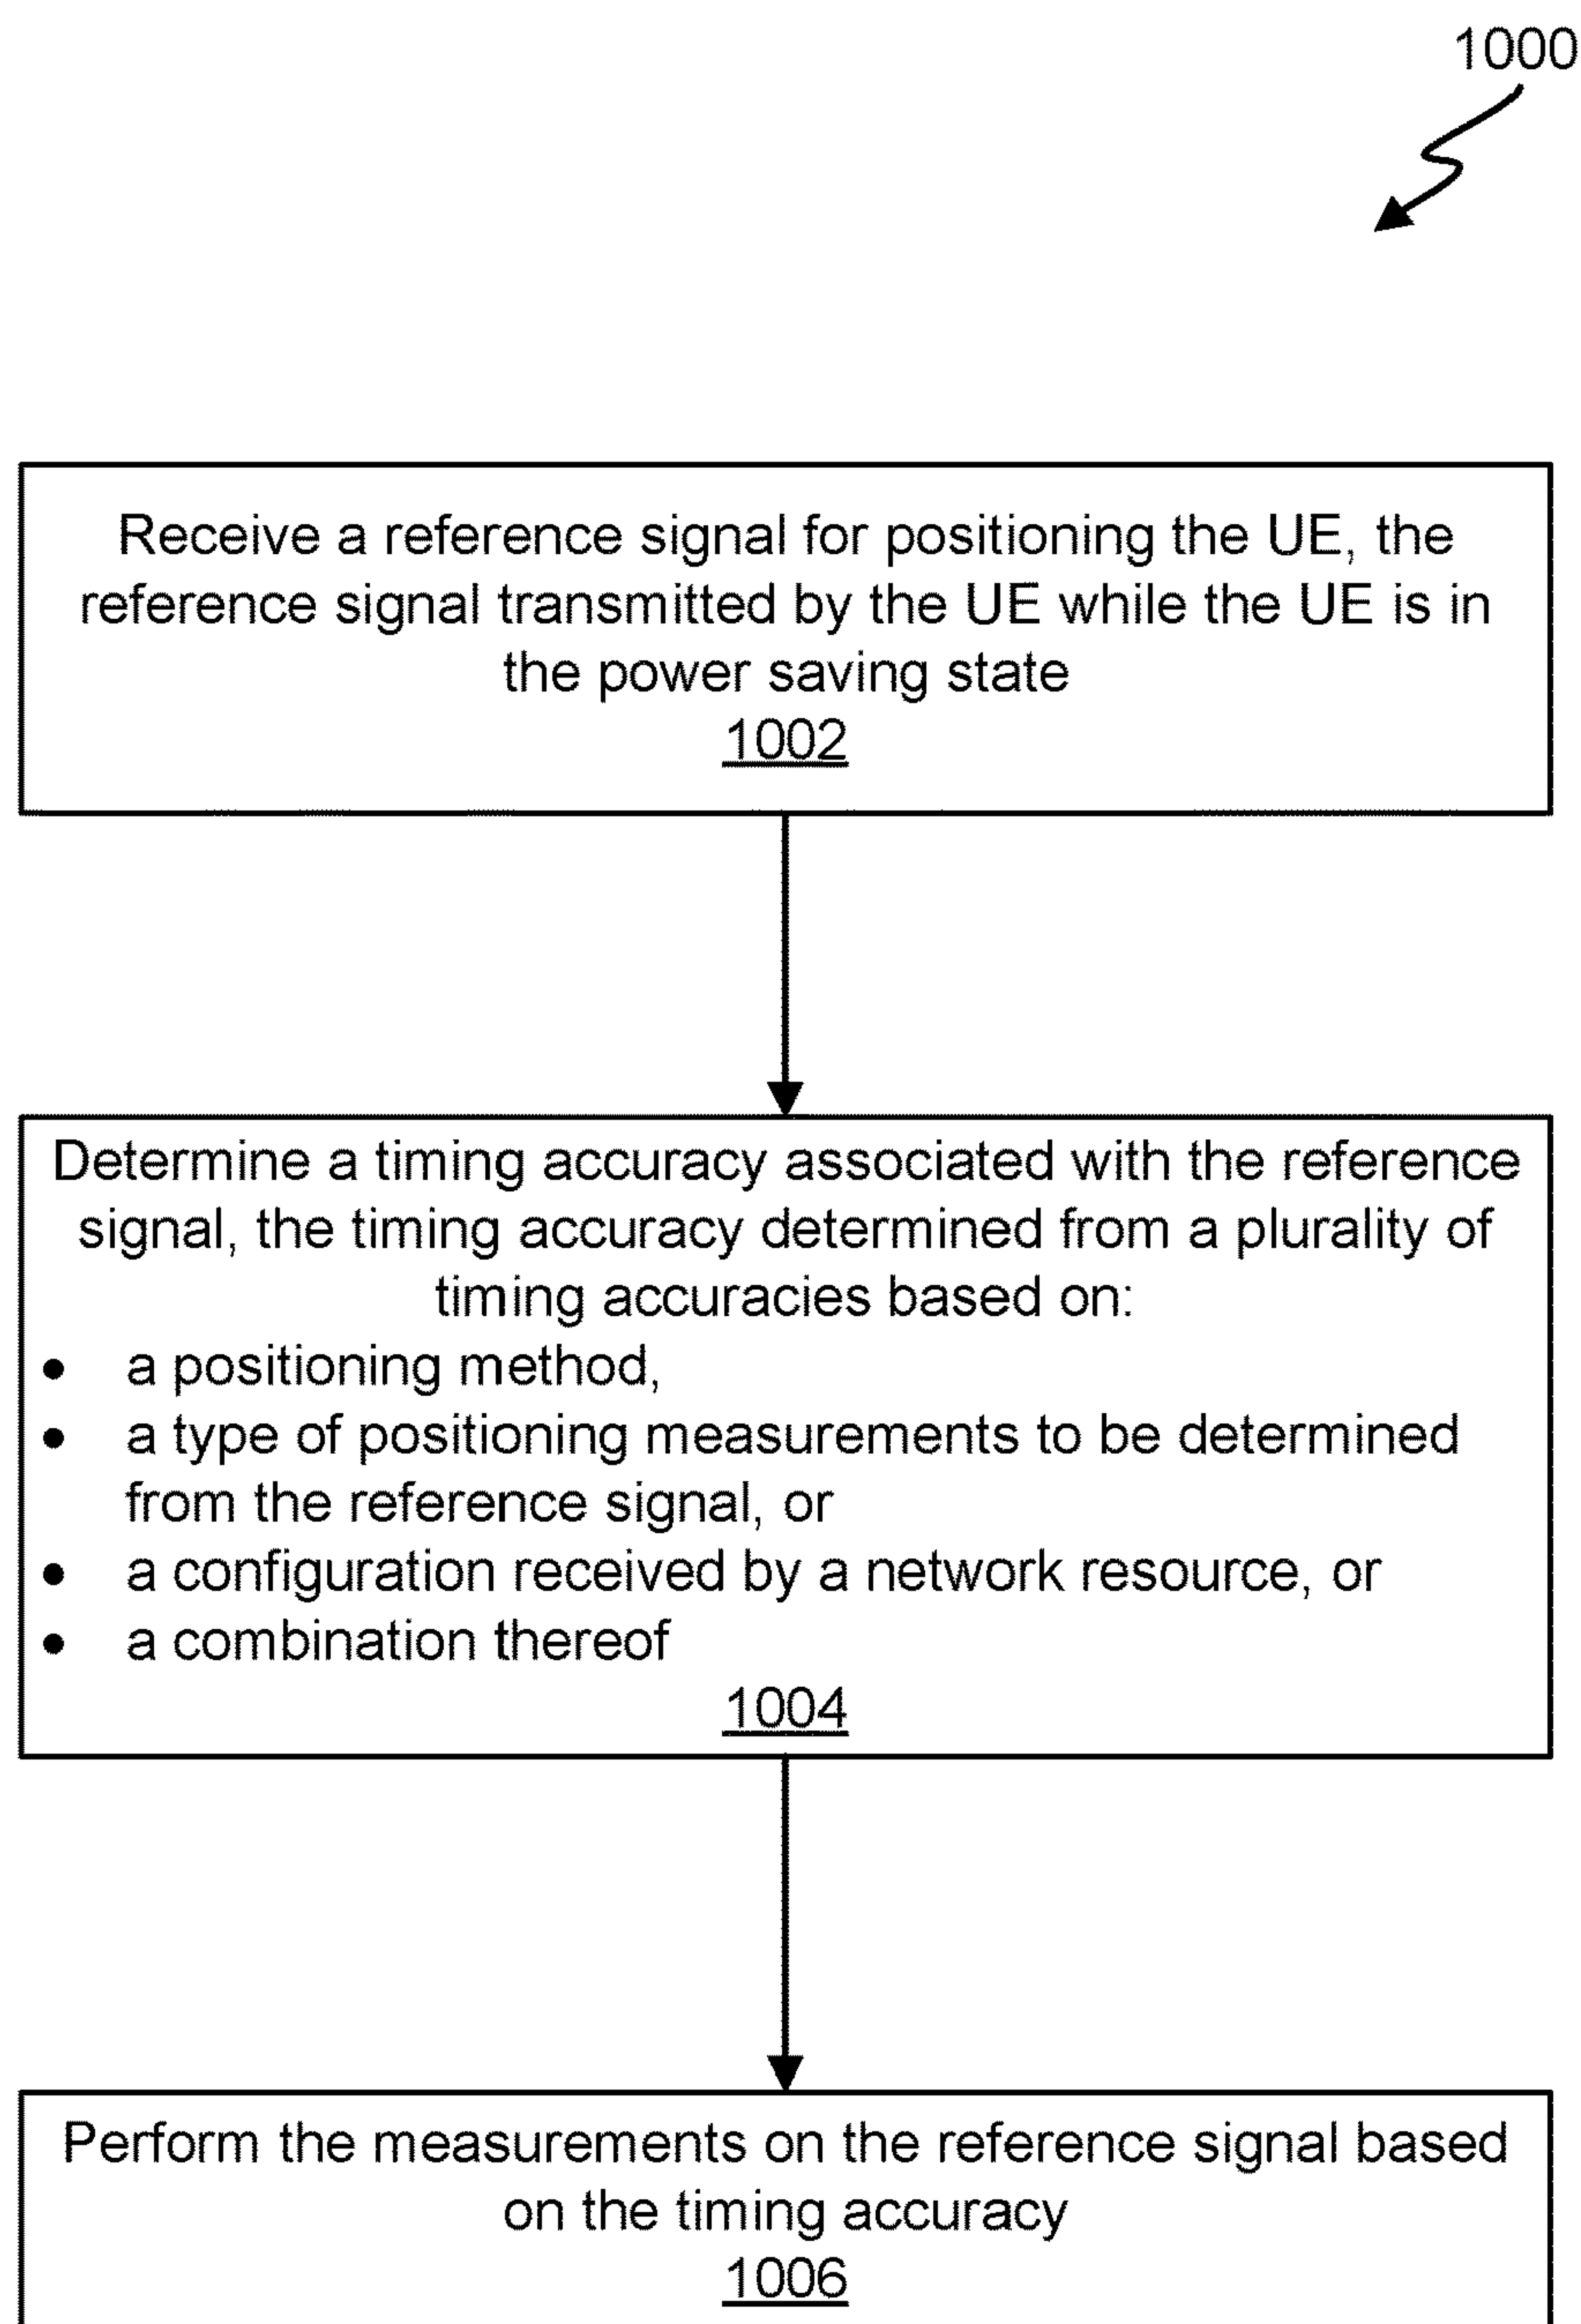 1000
Receive a reference signal for positioning the UE, the
reference signal transmitted by the UE while the UE is in
the power saving state
1002
Determine a timing accuracy associated with the reference
signal, the timing accuracy determined from a plurality of
timing accuracies based on:
• a positioning method,
• a type of positioning measurements to be determined
from the reference signal, or
• a configuration received by a network resource, or
• a combination thereof
1004
Perform the measurements on the reference signal based
on the timing accuracy
1006